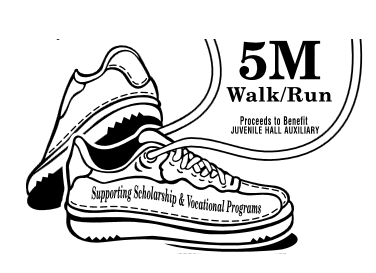 5M
Walk/Run
Proceeds to Benefit
JUVENILE HALL AUXILIARY
Supporting Scholarship & Vocational Programs